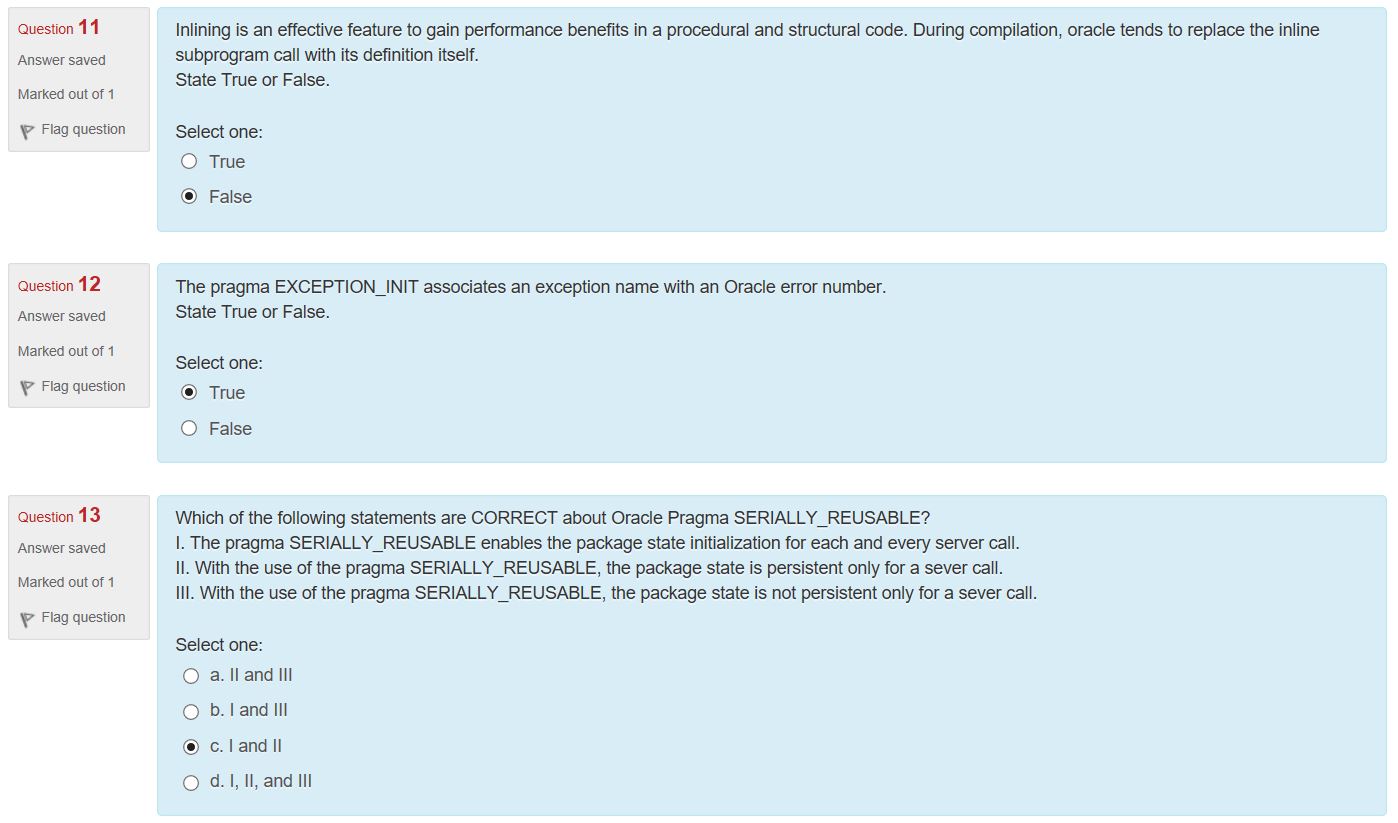 Question 11
Answer saved
Marked out of 1
Flag question
Inlining is an effective feature to gain performance benefits in a procedural and structural code. During compilation, oracle tends to replace the inline
subprogram call with its definition itself.
State True or False.
Select one:
True
False
Question 12
Answer saved
Marked out of 1
Flag question
The pragma EXCEPTION_INIT associates an exception name with an Oracle error number.
State True or False.
Select one:
True
False
Question 13
Answer saved
Marked out of 1
Flag question
Which of the following statements are CORRECT about Oracle Pragma SERIALLY_REUSABLE?
I. The pragma SERIALLY_REUSABLE enables the package state initialization for each and every server call.
II. With the use of the pragma SERIALLY_REUSABLE, the package state is persistent only for a sever call.
III. With the use of the pragma SERIALLY_REUSABLE, the package state is not persistent only for a sever call.
Select one:
a. II and III
b. I and III
c. I and II
d. I, II, and III